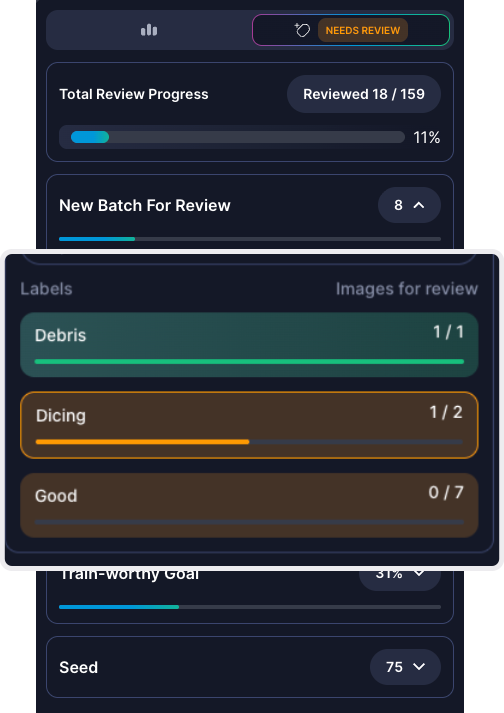 NEEDS REVIEW
Total Review Progress
Reviewed 18 / 159
11%
New Batch For Review
8
Labels
Images for review
Debris
1 / 1
Dicing
1 / 2
Good
0 / 7
Train-worthy Goal
31%
Seed
75